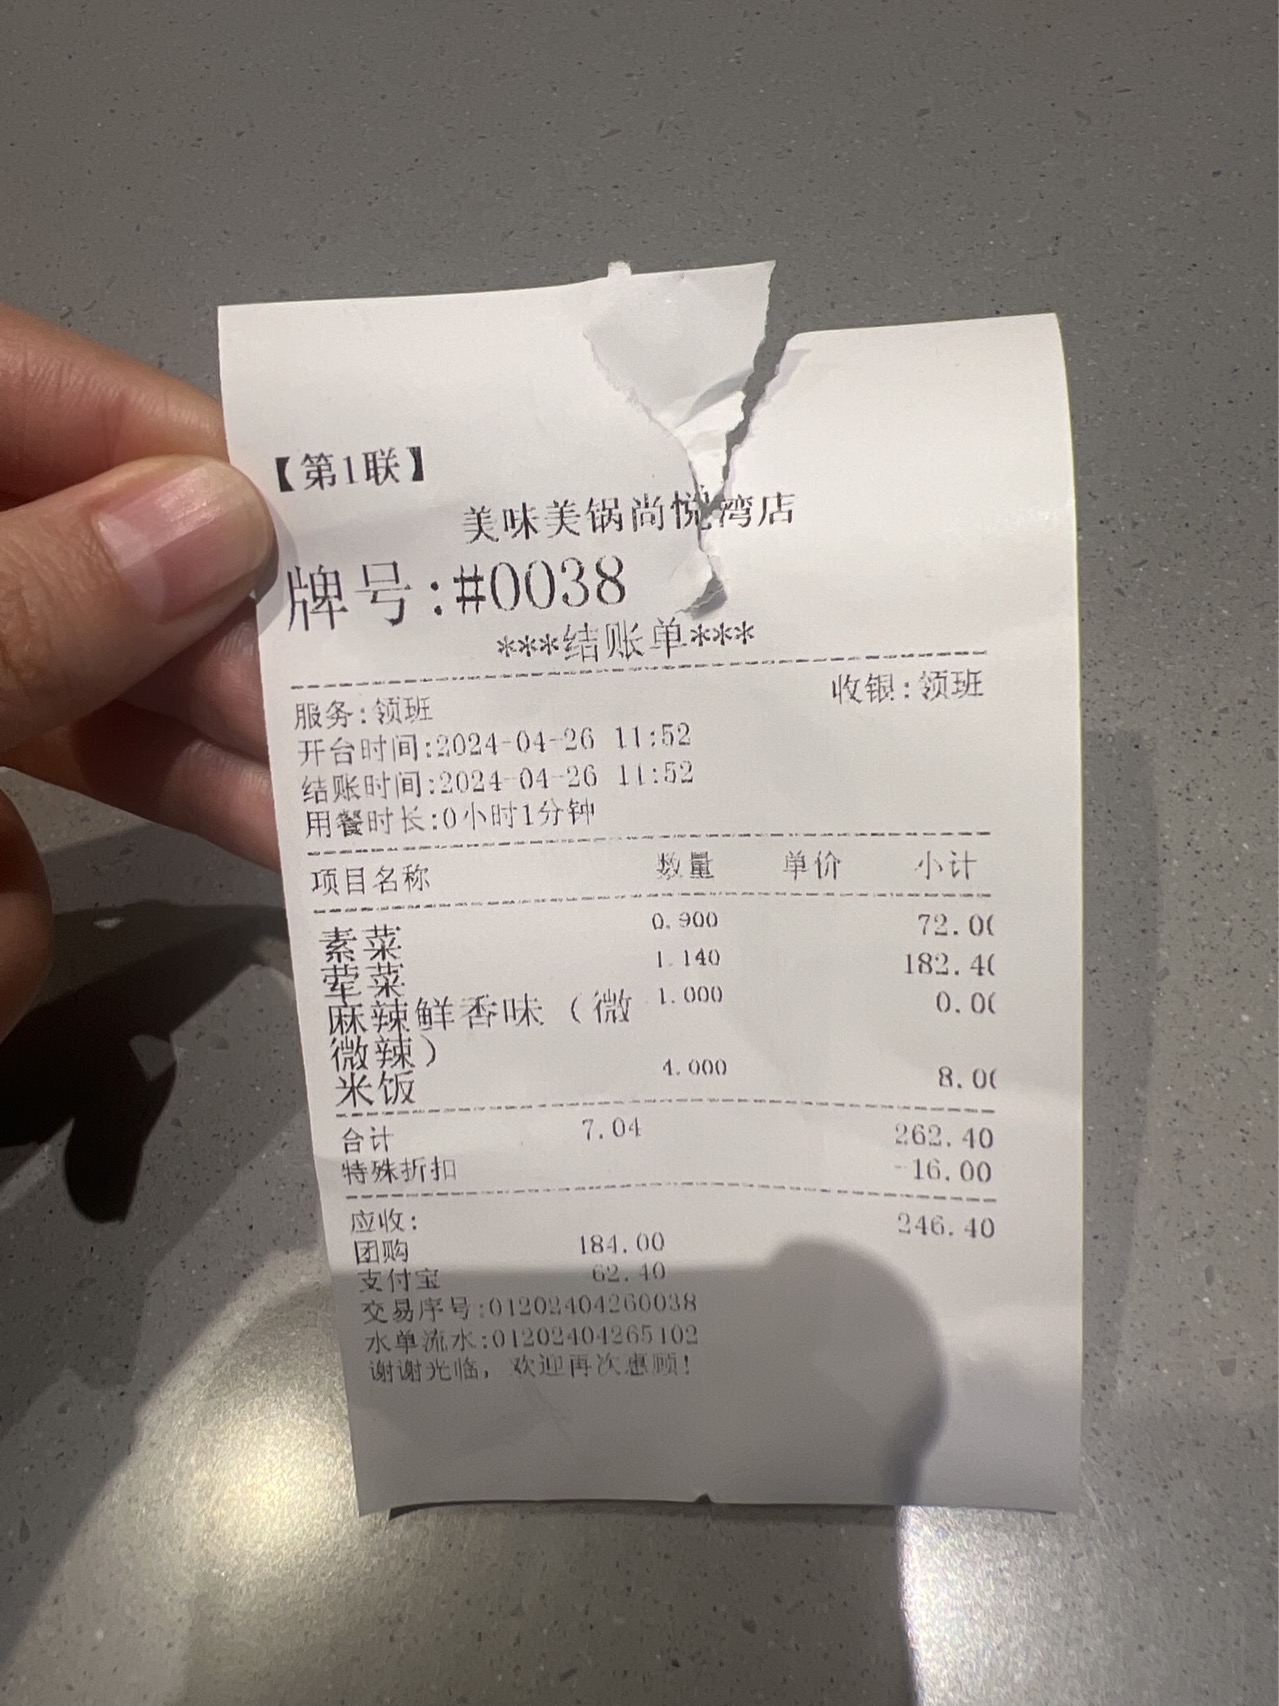 【第1联】
美味美锅尚悦湾店
牌号:#0038
***结账单***
服务:领班 收银:领班
开台时间:2024-04-26 11:52
结账时间:2024-04-26 11:52
用餐时长:0小时1分钟
项目名称 数量 单价 小计
素菜 0.900 72.0(
荤菜 1.140 182.4(
麻辣鲜香味（微 1.000 0.0(
微辣）
米饭 4.000 8.0(
合计 7.04 262.40
特殊折扣 -16.00
应收: 246.40
团购 184.00
支付宝 62.40
交易序号:01202404260038
水单流水:01202404265102
谢谢光临，欢迎再次惠顾!